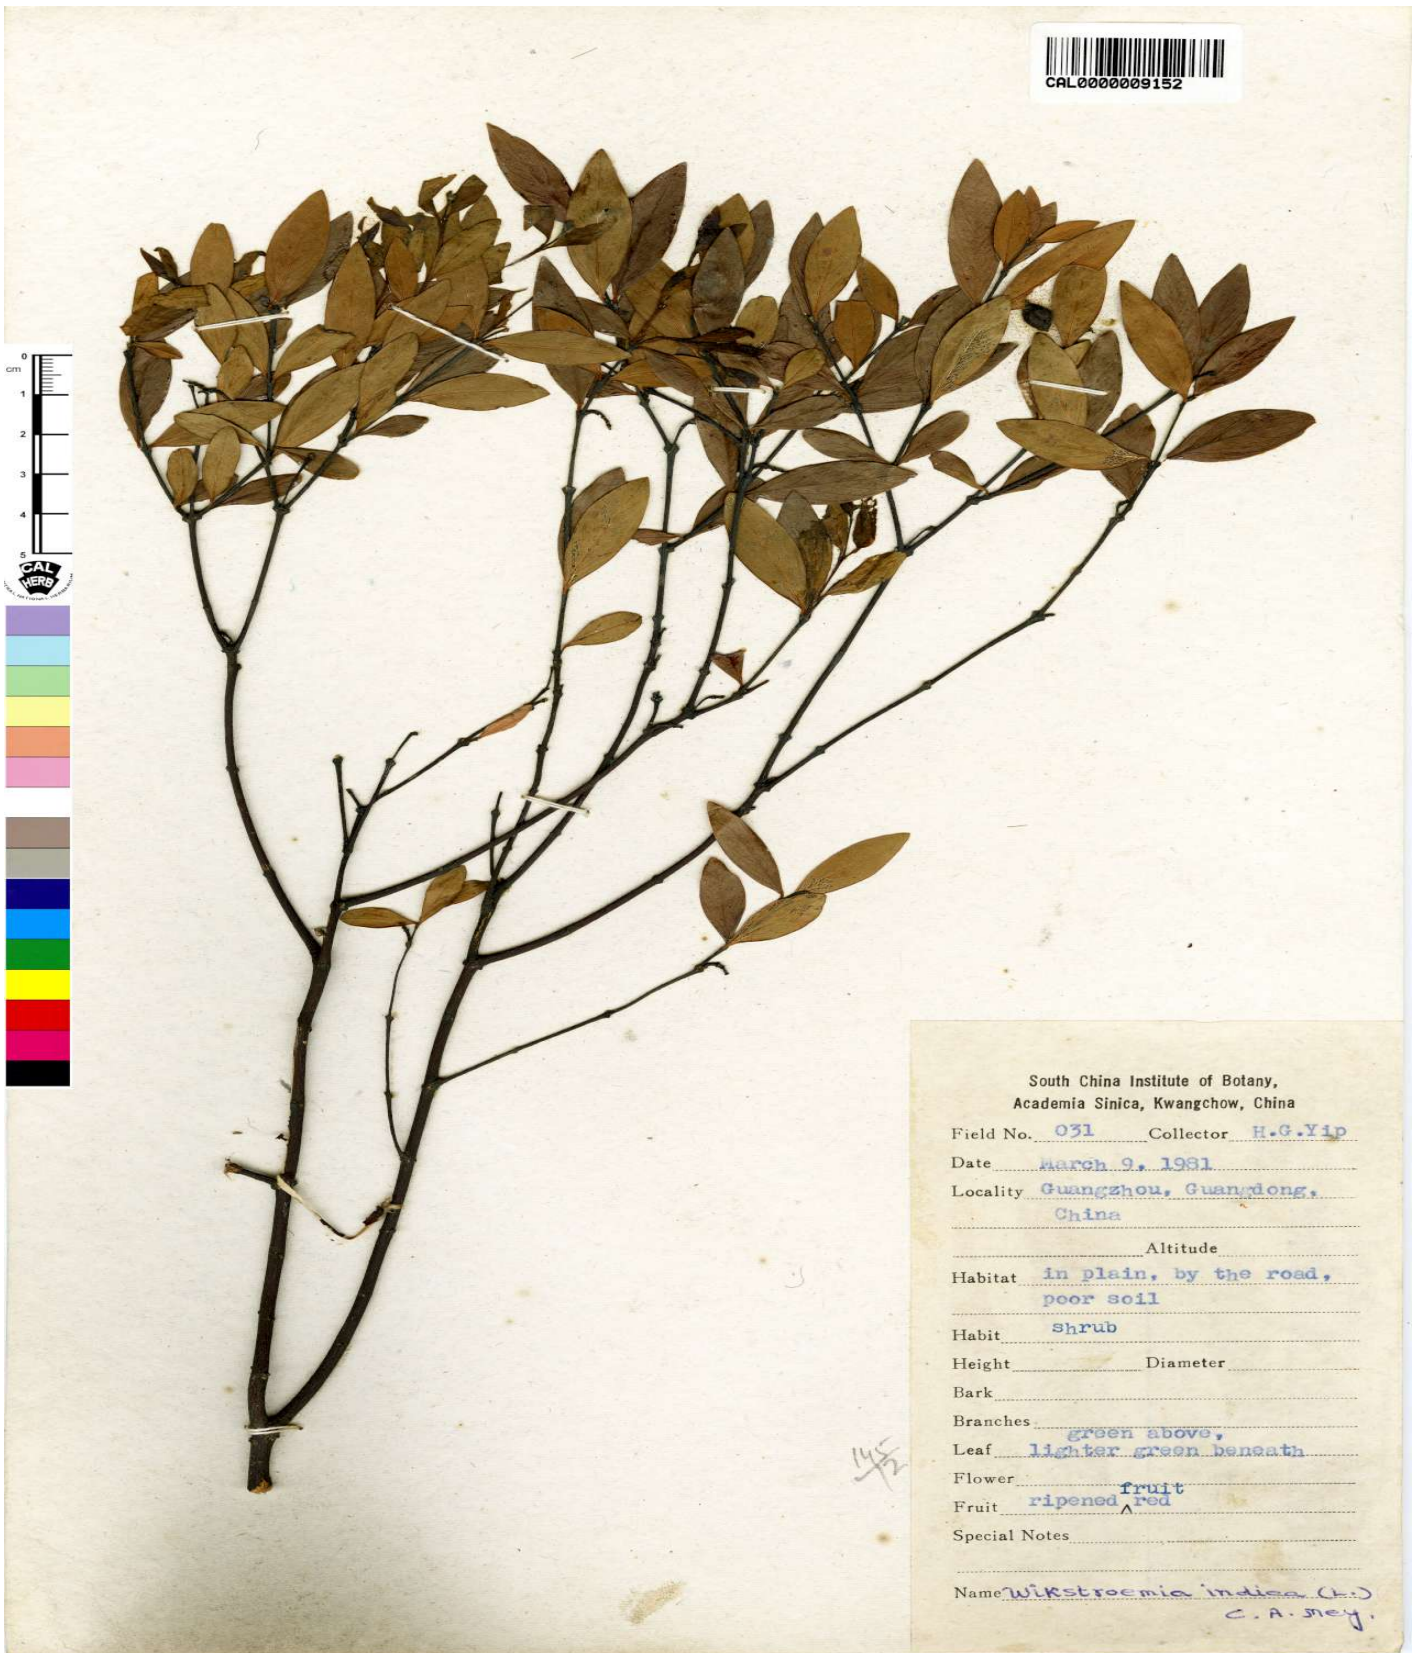 CAL0000009152
0
cm
1
2
3
4
5
CAL
HERB
South China Institute of Botany,
Academia Sinica, Kwangchow, China
Field No. 031 Collector H.G.Yip
Date March 9, 1981
Locality Guangzhou, Guangdong,
China
Altitude
Habitat in plain, by the road,
poor soil
Habit shrub
Height Diameter
Bark
Branches
green above,
Leaf lighter green beneath
Flower
fruit
Fruit ripened ^ red
Special Notes
Name Wikstroemia indica (L.)
C. A. Mey.
145/2